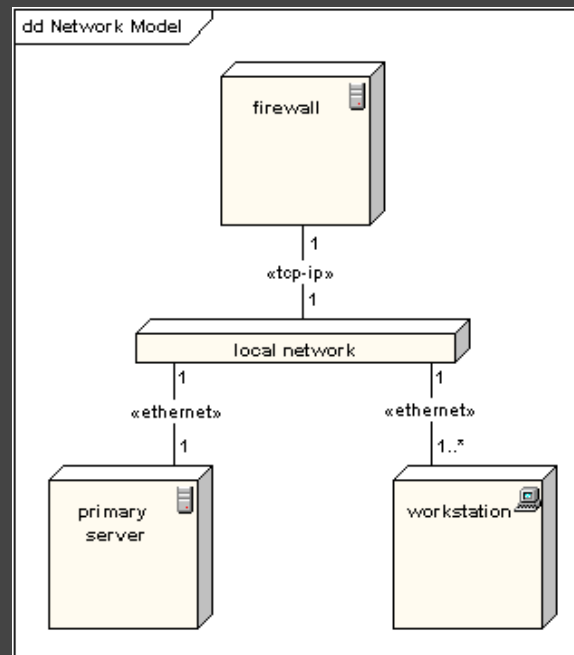 dd Network Model
firewall
1
«tcp-ip»
1
local network
1
1
«ethernet»
«ethernet»
1
1..*
primary
server
workstation